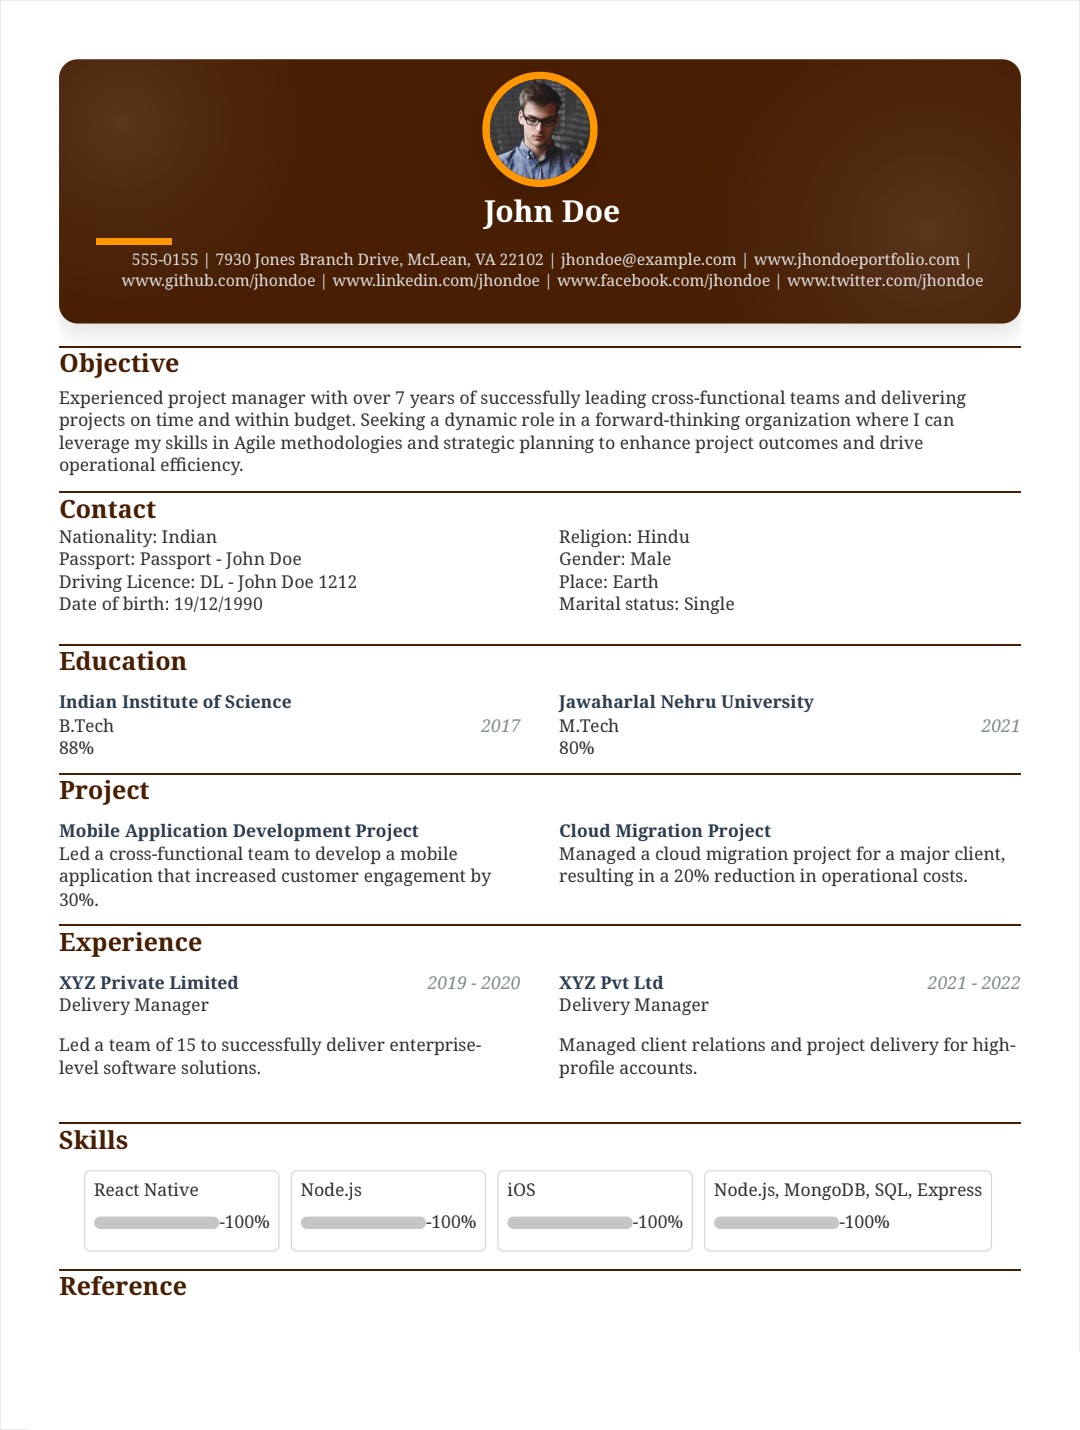 John Doe
555-0155 | 7930 Jones Branch Drive, McLean, VA 22102 | jhondoe@example.com | www.jhondoeportfolio.com |
www.github.com/jhondoe | www.linkedin.com/jhondoe | www.facebook.com/jhondoe | www.twitter.com/jhondoe
Objective
Experienced project manager with over 7 years of successfully leading cross-functional teams and delivering
projects on time and within budget. Seeking a dynamic role in a forward-thinking organization where I can
leverage my skills in Agile methodologies and strategic planning to enhance project outcomes and drive
operational efficiency.
Contact
Nationality: Indian
Passport: Passport - John Doe
Driving Licence: DL - John Doe 1212
Date of birth: 19/12/1990
Religion: Hindu
Gender: Male
Place: Earth
Marital status: Single
Education
Indian Institute of Science
B.Tech 2017
88%
Jawaharlal Nehru University
M.Tech 2021
80%
Project
Mobile Application Development Project
Led a cross-functional team to develop a mobile
application that increased customer engagement by
30%.
Cloud Migration Project
Managed a cloud migration project for a major client,
resulting in a 20% reduction in operational costs.
Experience
XYZ Private Limited 2019 - 2020
Delivery Manager
Led a team of 15 to successfully deliver enterprise-
level software solutions.
XYZ Pvt Ltd 2021 - 2022
Delivery Manager
Managed client relations and project delivery for high-
profile accounts.
Skills
React Native
-100%
Node.js
-100%
iOS
-100%
Node.js, MongoDB, SQL, Express
-100%
Reference